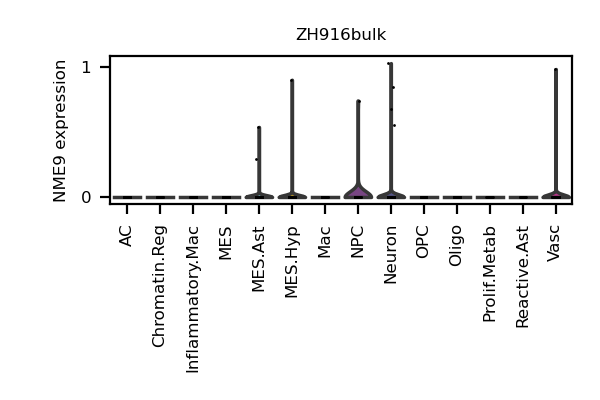 ZH916bulk
NME9 expression
1
0
AC
Chromatin.Reg
Inflammatory.Mac
MES
MES.Ast
MES.Hyp
Mac
NPC
Neuron
OPC
Oligo
Prolif.Metab
Reactive.Ast
Vasc